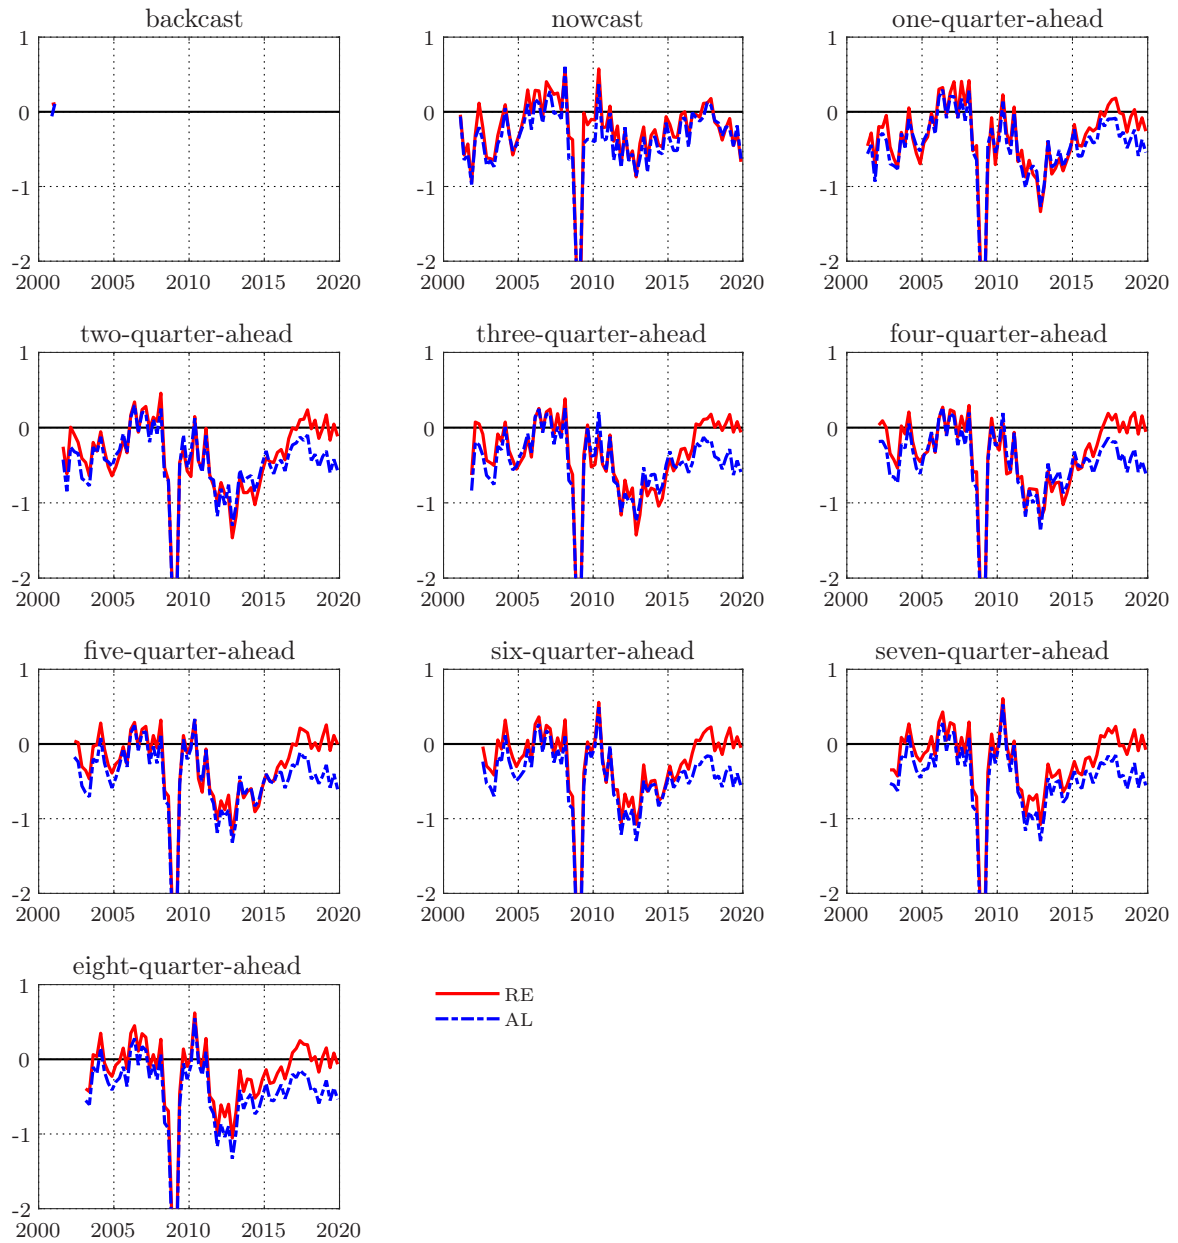 backcast nowcast one-quarter-ahead
1 1 1
0 0 0
-1 -1 -1
-2 -2 -2
2000 2005 2010 2015 2020 2000 2005 2010 2015 2020 2000 2005 2010 2015 2020
two-quarter-ahead three-quarter-ahead four-quarter-ahead
1 1 1
0 0 0
-1 -1 -1
-2 -2 -2
2000 2005 2010 2015 2020 2000 2005 2010 2015 2020 2000 2005 2010 2015 2020
five-quarter-ahead six-quarter-ahead seven-quarter-ahead
1 1 1
0 0 0
-1 -1 -1
-2 -2 -2
2000 2005 2010 2015 2020 2000 2005 2010 2015 2020 2000 2005 2010 2015 2020
eight-quarter-ahead
1
RE
AL
0
-1
-2
2000 2005 2010 2015 2020